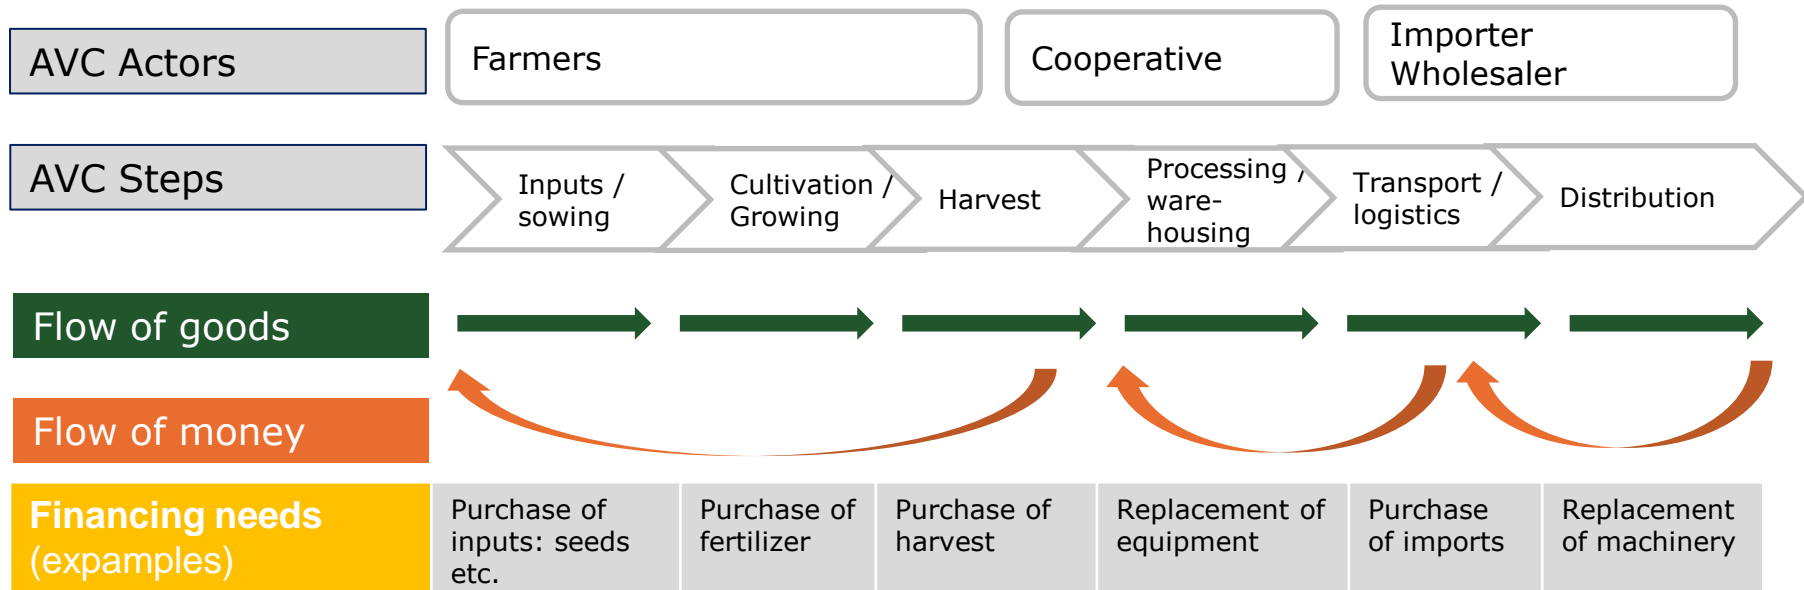 AVC Actors
Farmers
Cooperative
Importer
Wholesaler
AVC Steps
Inputs /
sowing
Cultivation /
Growing
Harvest
Processing /
ware-
housing
Transport /
logistics
Distribution
Flow of goods
Flow of money
Financing needs
(expamples)
Purchase of
inputs: seeds
etc.
Purchase of
fertilizer
Purchase of
harvest
Replacement of
equipment
Purchase
of imports
Replacement
of machinery